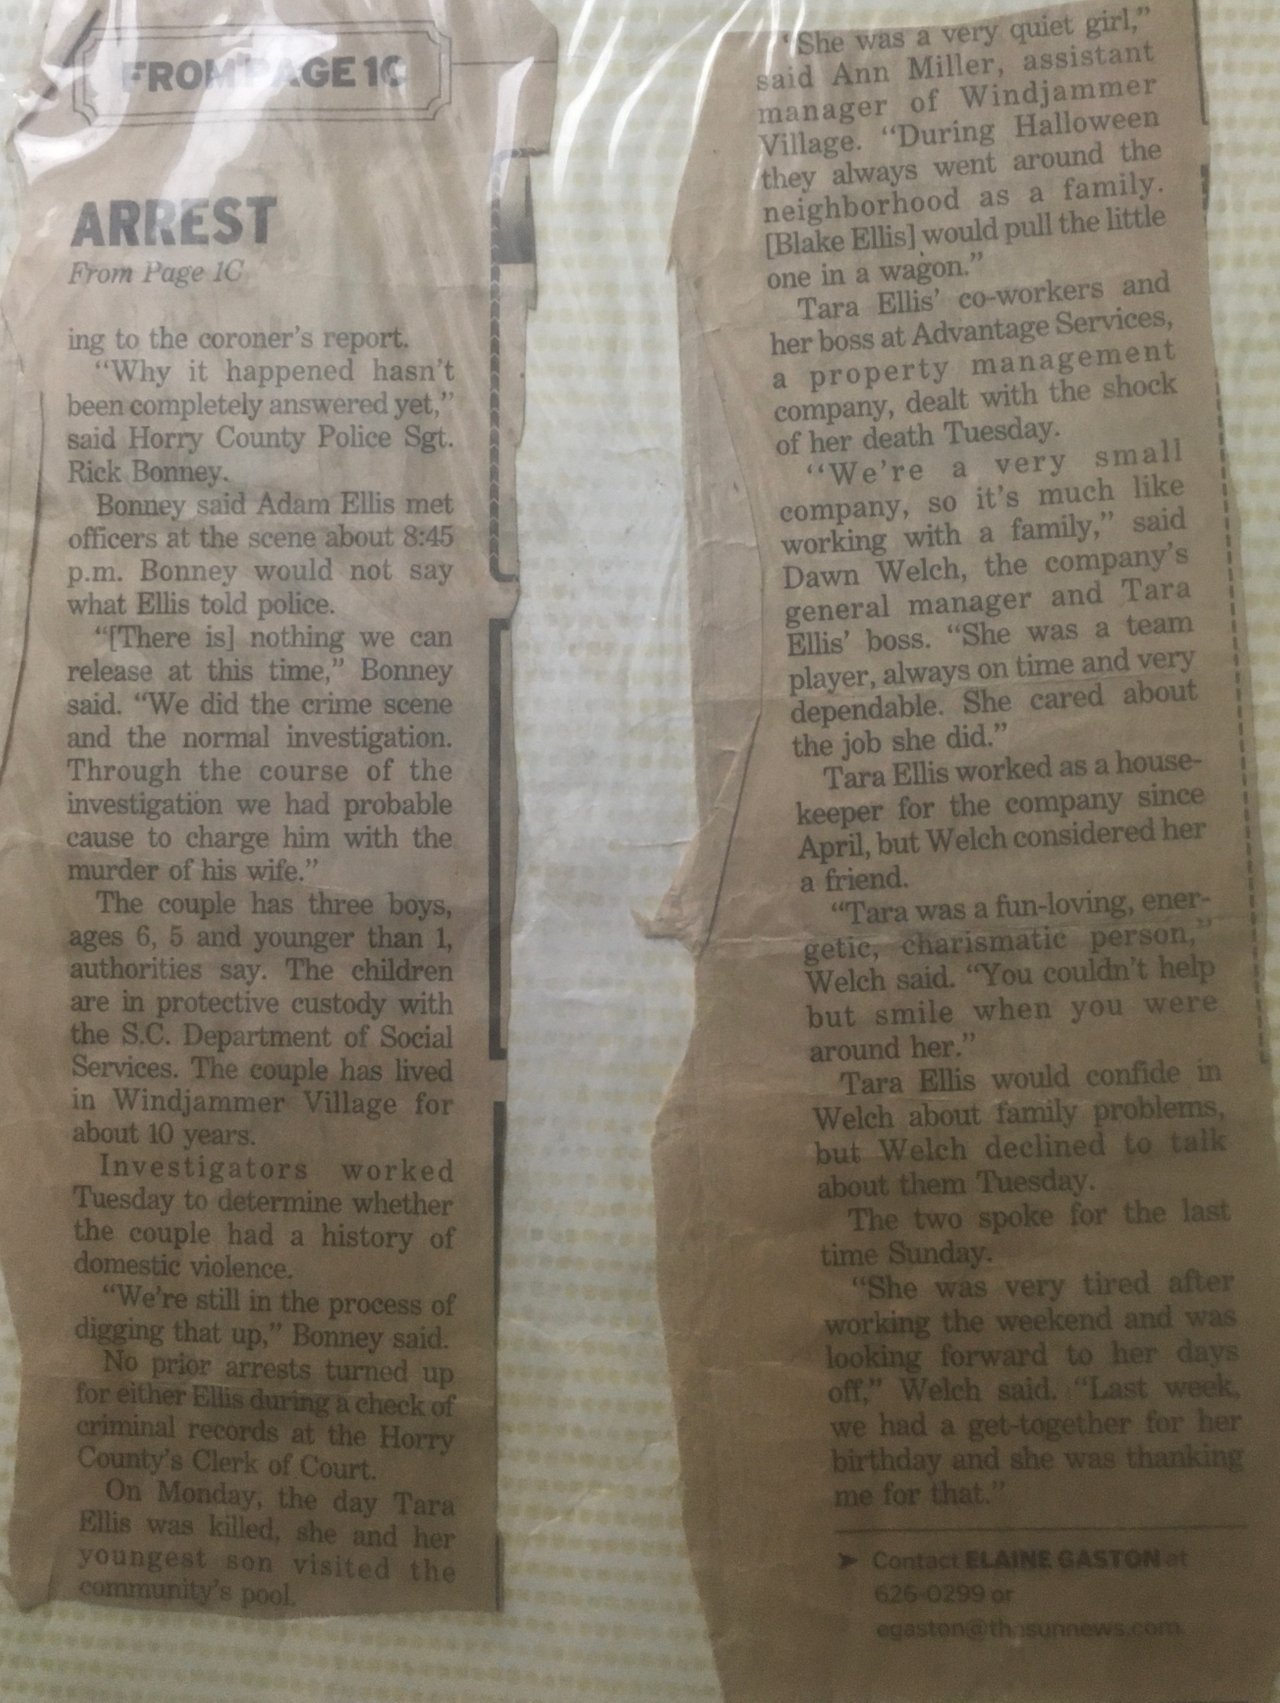 FROM PAGE 1C
ARREST
From Page 1C
ing to the coroner's report.
“Why it happened hasn't
been completely answered yet,”
said Horry County Police Sgt.
Rick Bonney.
Bonney said Adam Ellis met
officers at the scene about 8:45
p.m. Bonney would not say
what Ellis told police.
“[There is] nothing we can
release at this time,” Bonney
said. “We did the crime scene
and the normal investigation.
Through the course of the
investigation we had probable
cause to charge him with the
murder of his wife.”
The couple has three boys,
ages 6, 5 and younger than 1,
authorities say. The children
are in protective custody with
the S.C. Department of Social
Services. The couple has lived
in Windjammer Village for
about 10 years.
Investigators worked
Tuesday to determine whether
the couple had a history of
domestic violence.
“We're still in the process of
digging that up,” Bonney said.
No prior arrests turned up
for either Ellis during a check of
criminal records at the Horry
County's Clerk of Court.
On Monday, the day Tara
Ellis was killed, she and her
youngest son visited the
community's pool.
“She was a very quiet girl,”
said Ann Miller, assistant
manager of Windjammer
Village. “During Halloween
they always went around the
neighborhood as a family.
[Blake Ellis] would pull the little
one in a wagon.”
Tara Ellis' co-workers and
her boss at Advantage Services,
a property management
company, dealt with the shock
of her death Tuesday.
“We're a very small
company, so it's much like
working with a family,” said
Dawn Welch, the company's
general manager and Tara
Ellis' boss. “She was a team
player, always on time and very
dependable. She cared about
the job she did.”
Tara Ellis worked as a house-
keeper for the company since
April, but Welch considered her
a friend.
“Tara was a fun-loving, ener-
getic, charismatic person,”
Welch said. “You couldn't help
but smile when you were
around her.”
Tara Ellis would confide in
Welch about family problems,
but Welch declined to talk
about them Tuesday.
The two spoke for the last
time Sunday.
“She was very tired after
working the weekend and was
looking forward to her days
off,” Welch said. “Last week,
we had a get-together for her
birthday and she was thanking
me for that.”
➤ Contact ELAINE GASTON at
626-0299 or
egaston@thesunnews.com.